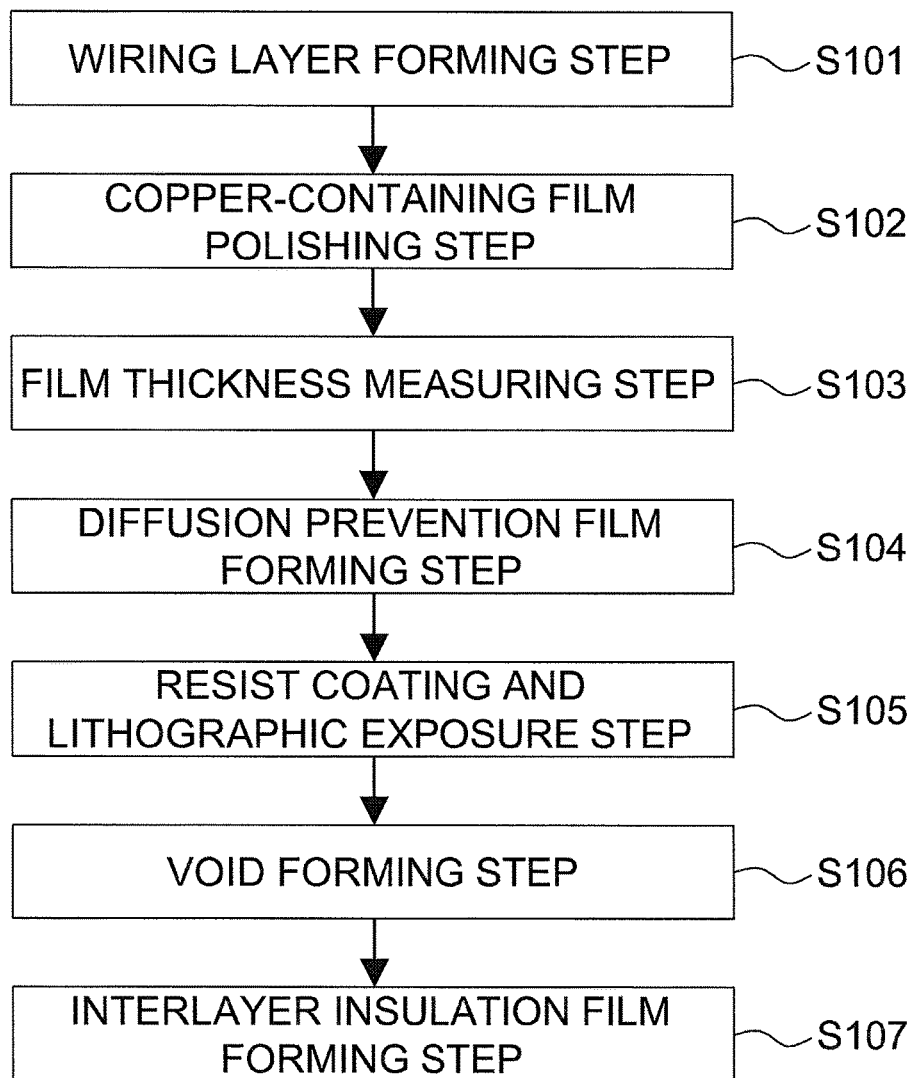 WIRING LAYER FORMING STEP
S101
COPPER-CONTAINING FILM
POLISHING STEP
S102
FILM THICKNESS MEASURING STEP
S103
DIFFUSION PREVENTION FILM
FORMING STEP
S104
RESIST COATING AND
LITHOGRAPHIC EXPOSURE STEP
S105
VOID FORMING STEP
S106
INTERLAYER INSULATION FILM
FORMING STEP
S107